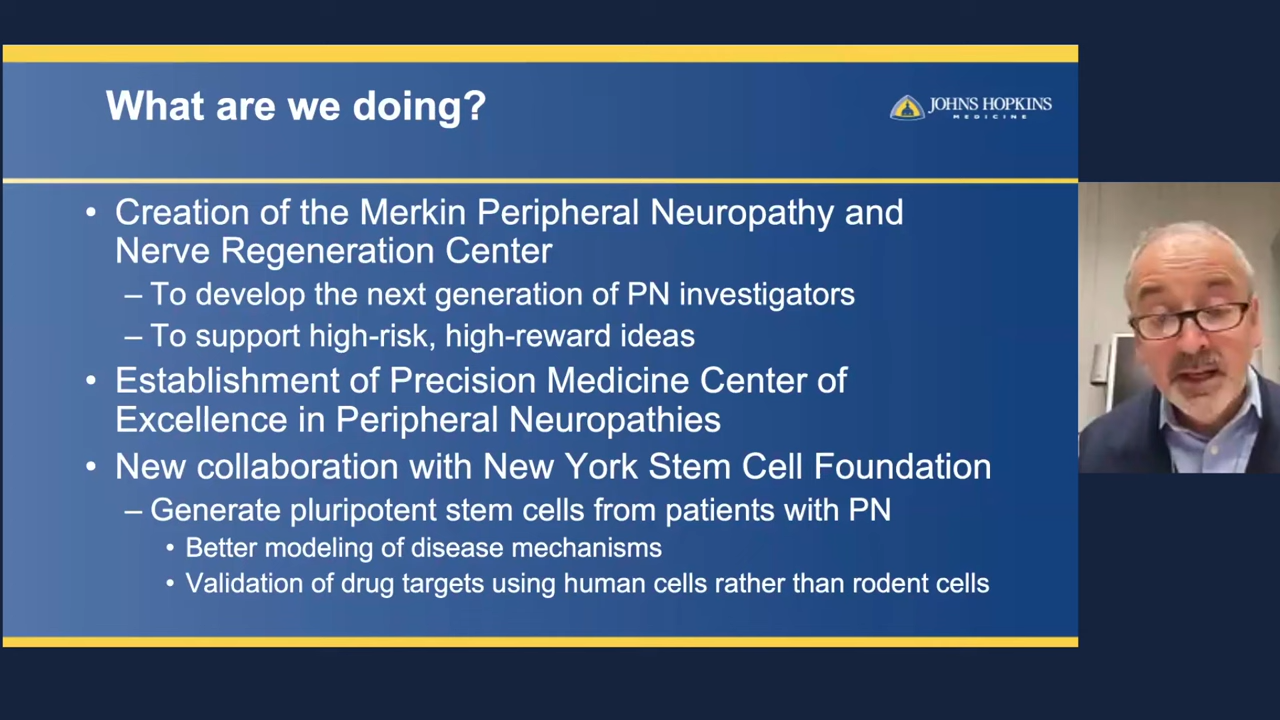 What are we doing?
JOHNS HOPKINS
MEDICINE
• Creation of the Merkin Peripheral Neuropathy and
Nerve Regeneration Center
– To develop the next generation of PN investigators
– To support high-risk, high-reward ideas
• Establishment of Precision Medicine Center of
Excellence in Peripheral Neuropathies
• New collaboration with New York Stem Cell Foundation
– Generate pluripotent stem cells from patients with PN
• Better modeling of disease mechanisms
• Validation of drug targets using human cells rather than rodent cells